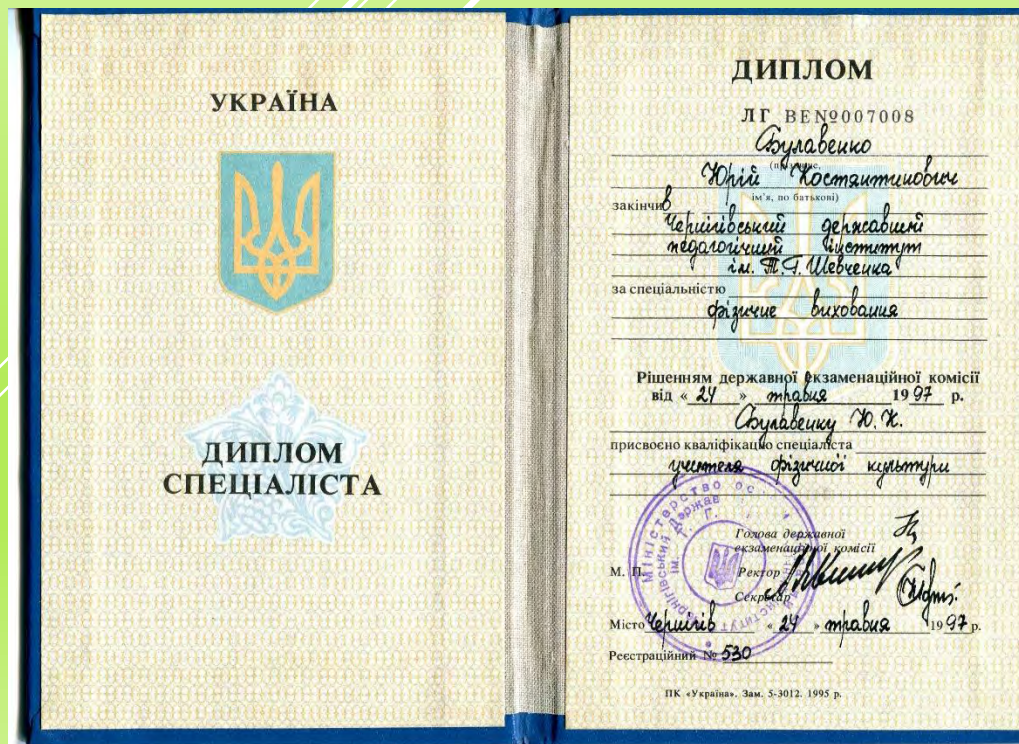 УКРАЇНА
ДИПЛОМ
СПЕЦІАЛІСТА
ДИПЛОМ
ЛГ ВЕ№007008
Булавенко
(прізвище,
Юрій Костянтинович
ім'я, по батькові)
закінчив
Чернігівський державний
педагогічний інститут
ім. Т.Г. Шевченка
за спеціальністю
фізичне виховання
Рішенням державної екзаменаційної комісії
від « 24 » травня 1997 р.
Булавенку Ю. К.
присвоєно кваліфікацію спеціаліста
учителя фізичної культури
Голова державної
екзаменаційної комісії
М. П. Ректор
Секретар
Місто Чернігів « 24 » травня 1997 р.
Реєстраційний № 530
ПК «Україна». Зам. 5-3012. 1995 р.